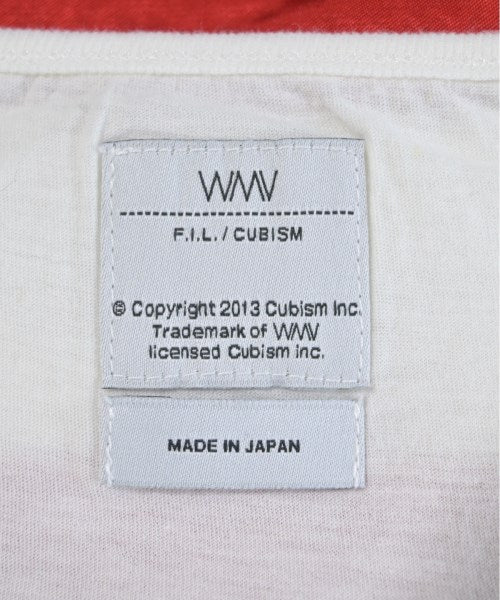 WMV
F.I.L. / CUBISM
© Copyright 2013 Cubism Inc.
Trademark of WMV
licensed Cubism inc.
MADE IN JAPAN